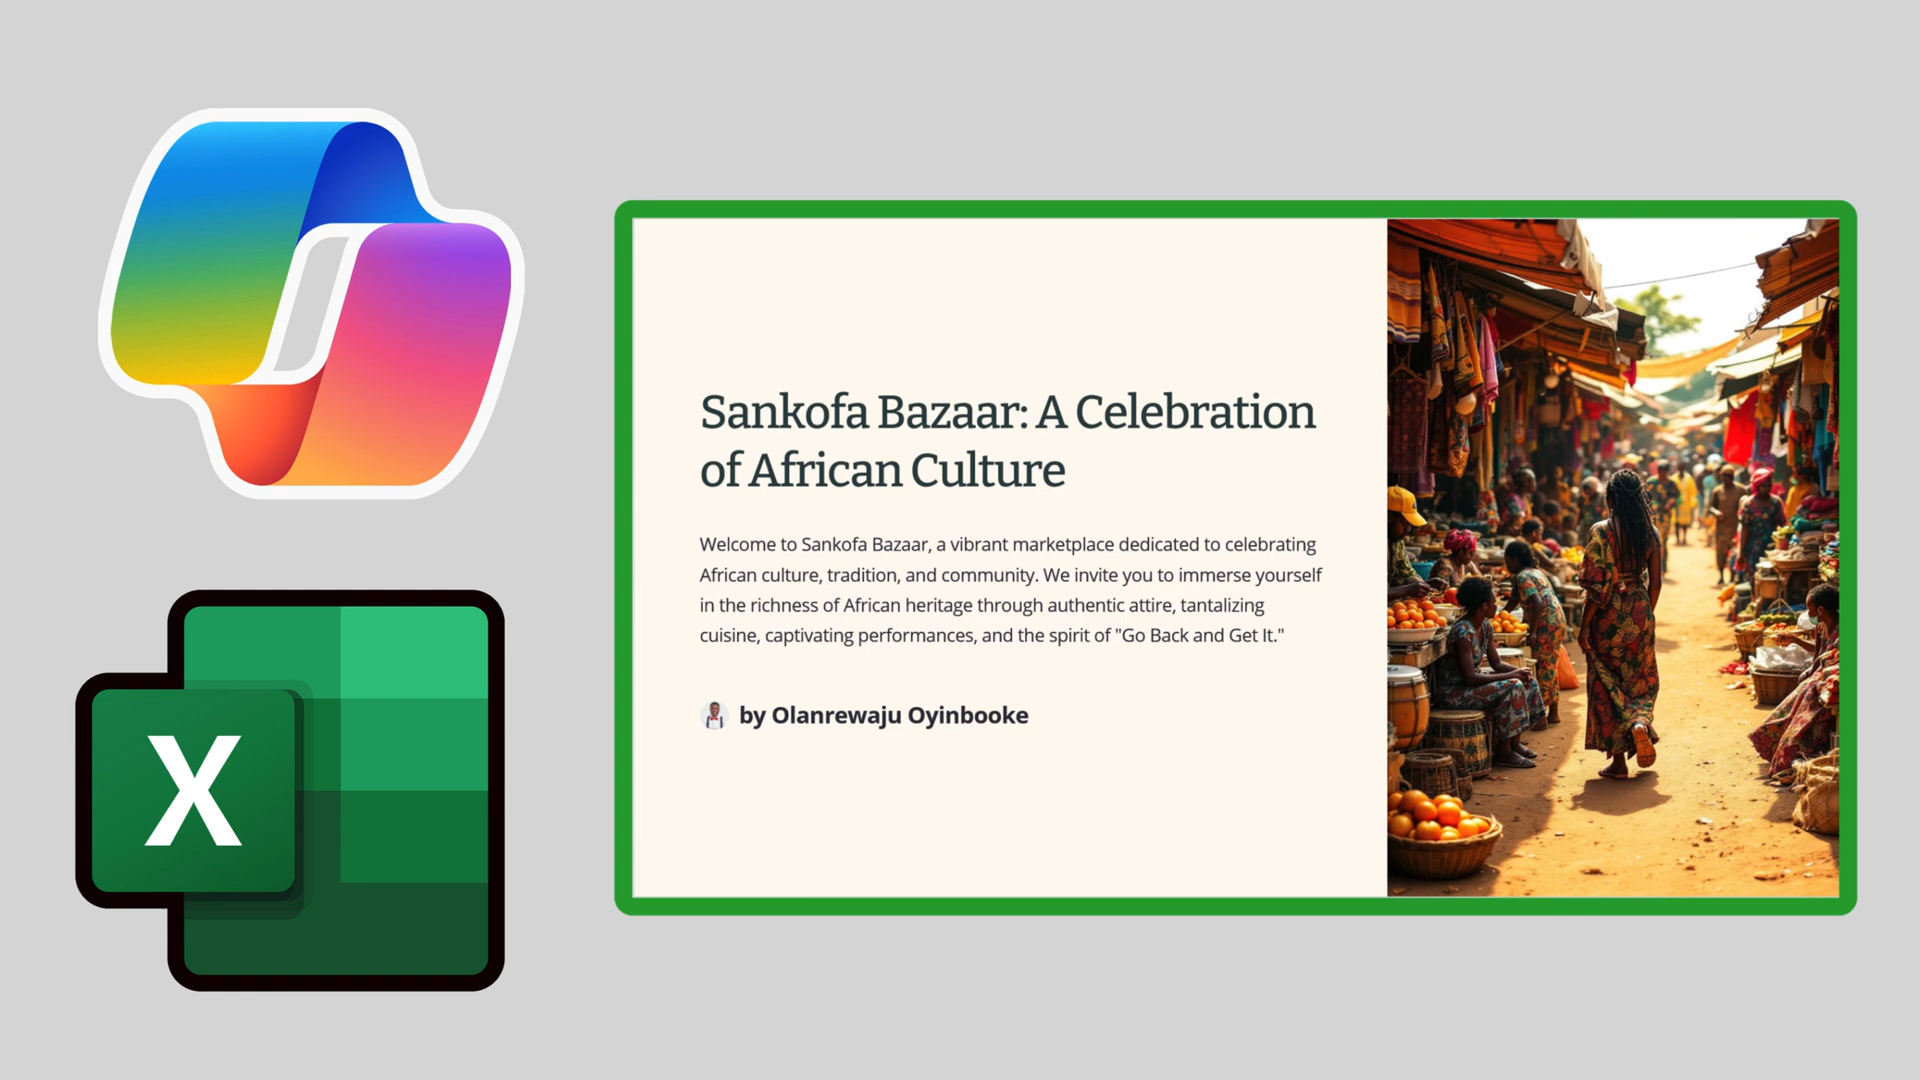 X
Sankofa Bazaar: A Celebration
of African Culture
Welcome to Sankofa Bazaar, a vibrant marketplace dedicated to celebrating
African culture, tradition, and community. We invite you to immerse yourself
in the richness of African heritage through authentic attire, tantalizing
cuisine, captivating performances, and the spirit of "Go Back and Get It."
by Olanrewaju Oyinbooke